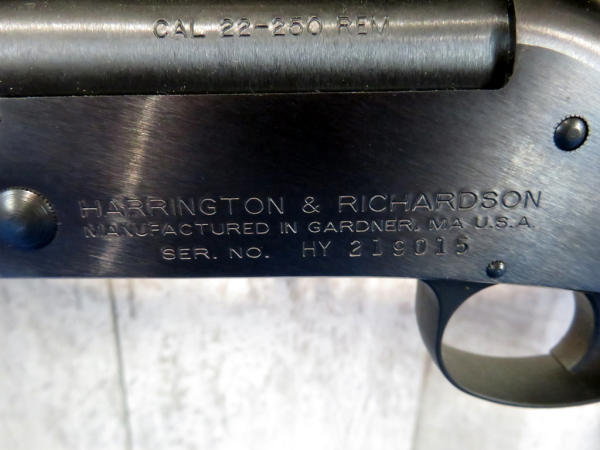 CAL 22-250 REM
HARRINGTON & RICHARDSON
MANUFACTURED IN GARDNER, MA U.S.A.
SER. NO. HY 219015